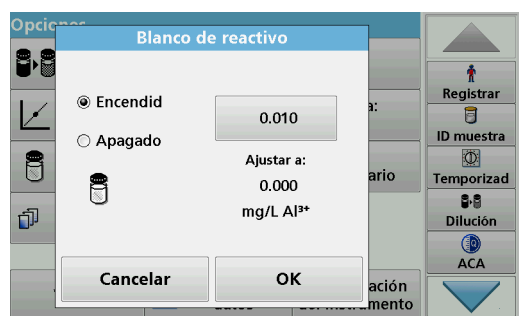 Opciones
Blanco de reactivo
Encendid
Apagado
0.010
Ajustar a:
0.000
mg/L Al³⁺
Cancelar
OK
a:
ario
ación
datos
del instrumento
Registrar
ID muestra
Temporizad
Dilución
ACA